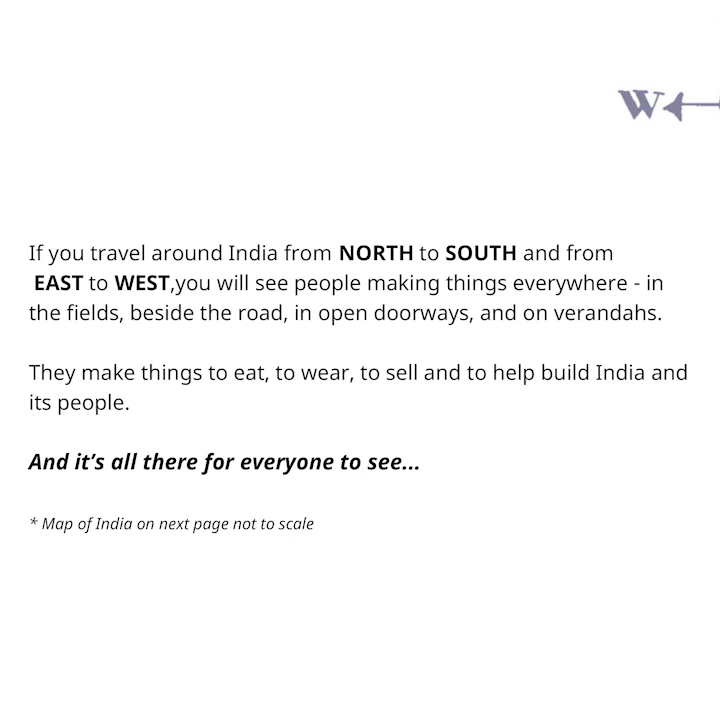 W
If you travel around India from NORTH to SOUTH and from
EAST to WEST,you will see people making things everywhere - in
the fields, beside the road, in open doorways, and on verandahs.
They make things to eat, to wear, to sell and to help build India and
its people.
And it’s all there for everyone to see...
* Map of India on next page not to scale